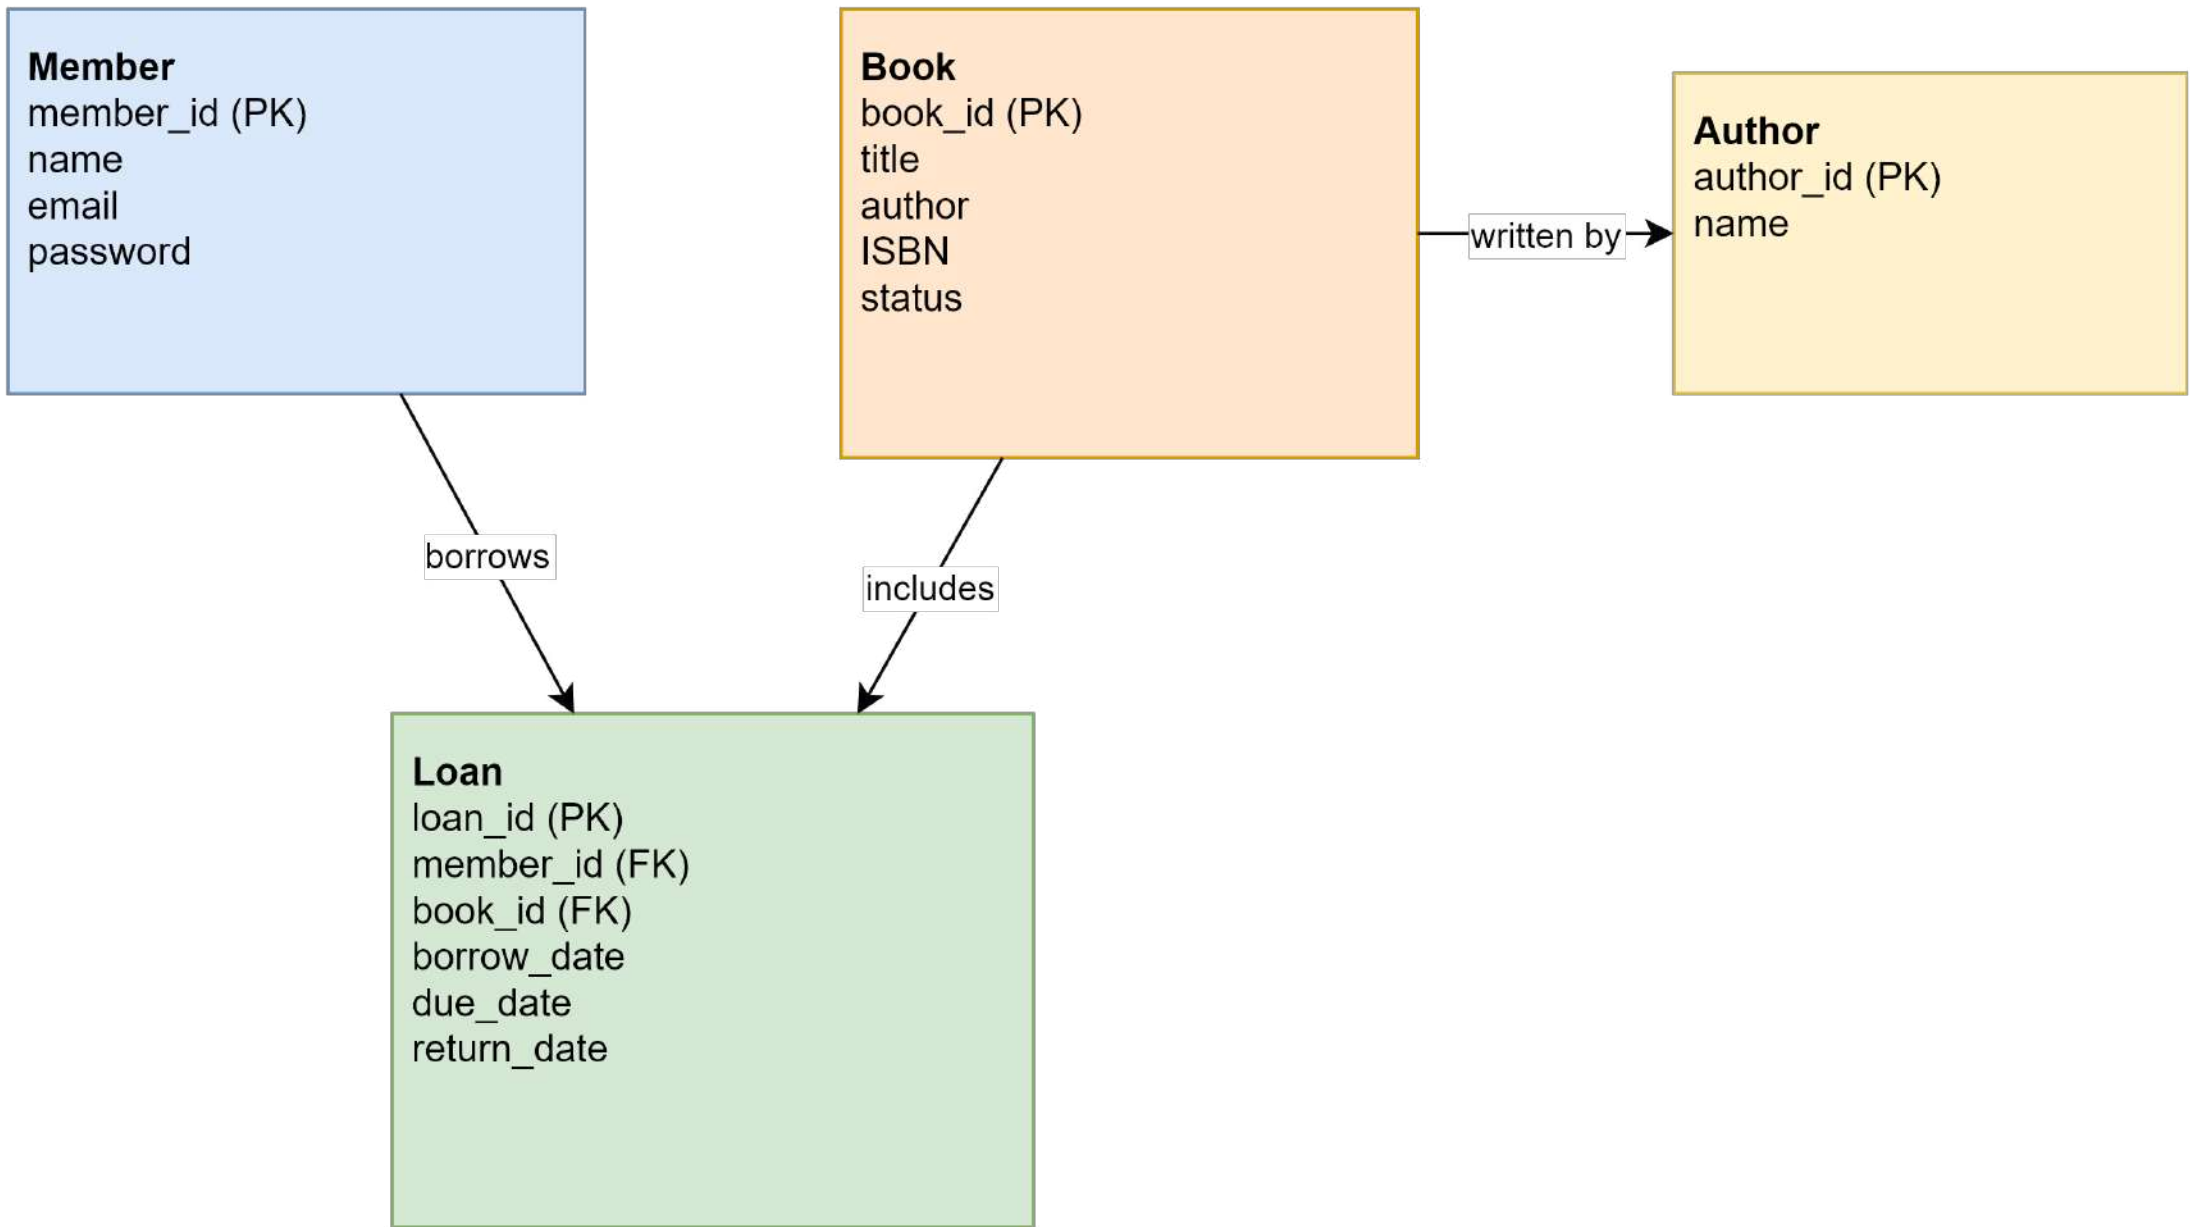 Member
member_id (PK)
name
email
password
Book
book_id (PK)
title
author
ISBN
status
written by
Author
author_id (PK)
name
borrows
includes
Loan
loan_id (PK)
member_id (FK)
book_id (FK)
borrow_date
due_date
return_date